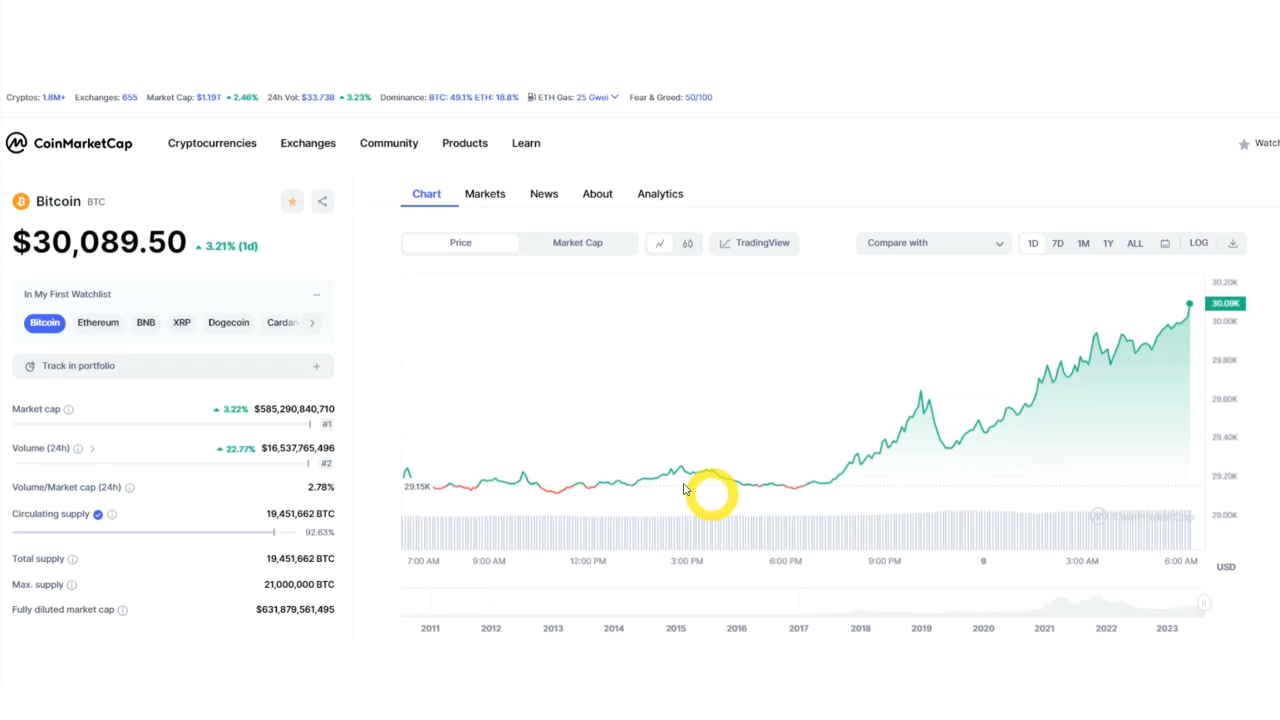 Cryptos: 1.8M+ Exchanges: 655 Market Cap: $1.19T 2.46% 24h Vol: $33.73B 3.23% Dominance: BTC: 49.1% ETH: 18.8% ETH Gas: 25 Gwei Fear & Greed: 50/100
CoinMarketCap Cryptocurrencies Exchanges Community Products Learn Watch
Bitcoin BTC
$30,089.50 3.21% (1d)
In My First Watchlist
Bitcoin Ethereum BNB XRP Dogecoin Cardan
Track in portfolio +
Market cap 3.22% $585,290,840,710
#1
Volume (24h) 22.77% $16,537,765,496
#2
Volume/Market cap (24h) 2.78%
Circulating supply 19,451,662 BTC
92.63%
Total supply 19,451,662 BTC
Max. supply 21,000,000 BTC
Fully diluted market cap $631,879,561,495
Chart Markets News About Analytics
Price Market Cap TradingView Compare with 1D 7D 1M 1Y ALL LOG
30.20K
30.09K
30.00K
29.80K
29.60K
29.40K
29.20K
29.15K
29.00K
CoinMarketCap
7:00 AM 9:00 AM 12:00 PM 3:00 PM 6:00 PM 9:00 PM 9 3:00 AM 6:00 AM USD
2011 2012 2013 2014 2015 2016 2017 2018 2019 2020 2021 2022 2023